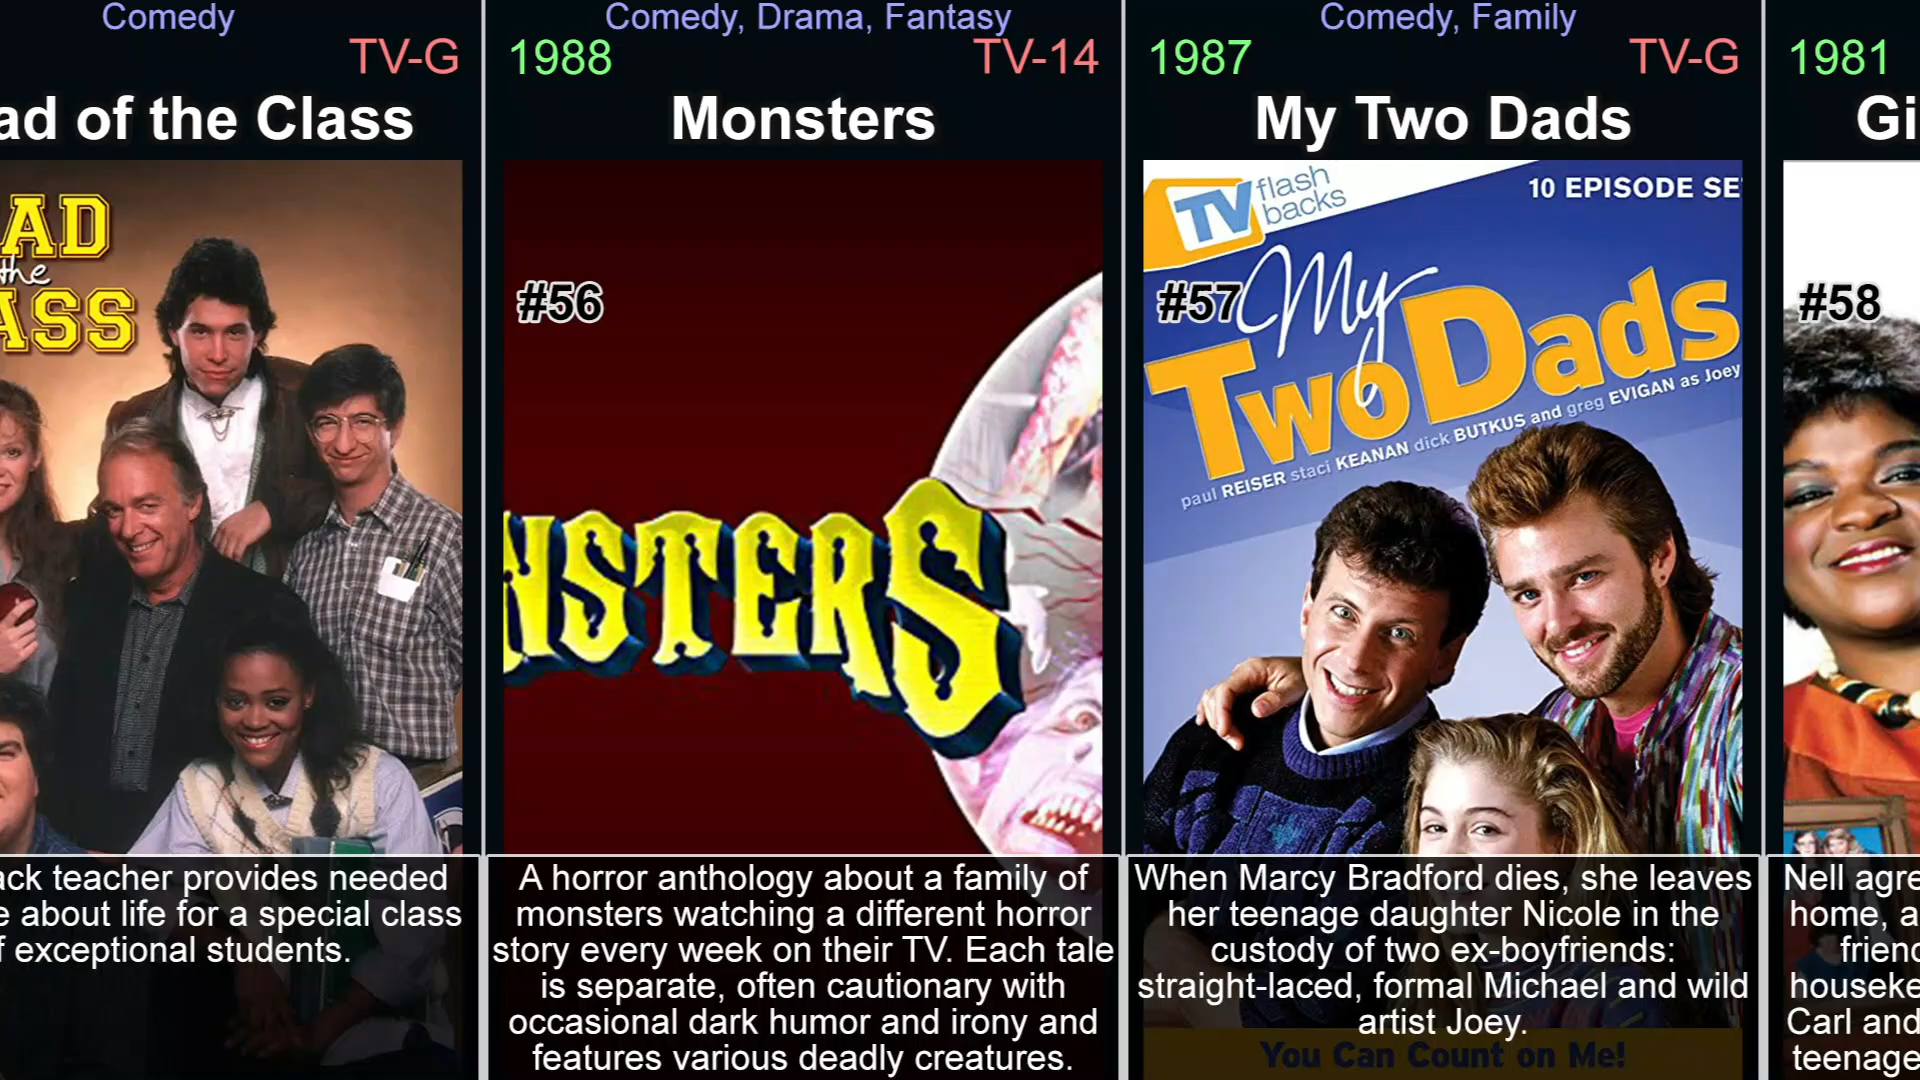 Comedy
TV-G
ad of the Class
AD
the
ASS
ack teacher provides needed
e about life for a special class
f exceptional students.
Comedy, Drama, Fantasy
1988
TV-14
Monsters
#56
NSTERS
A horror anthology about a family of
monsters watching a different horror
story every week on their TV. Each tale
is separate, often cautionary with
occasional dark humor and irony and
features various deadly creatures.
Comedy, Family
1987
TV-G
My Two Dads
TV flash
backs
10 EPISODE SE
#57
My
Two Dads
paul REISER staci KEANAN dick BUTKUS and greg EVIGAN as Joey
When Marcy Bradford dies, she leaves
her teenage daughter Nicole in the
custody of two ex-boyfriends:
straight-laced, formal Michael and wild
artist Joey.
You Can Count on Me!
1981
Gi
#58
Nell agre
home, a
friend
houseke
Carl and
teenage